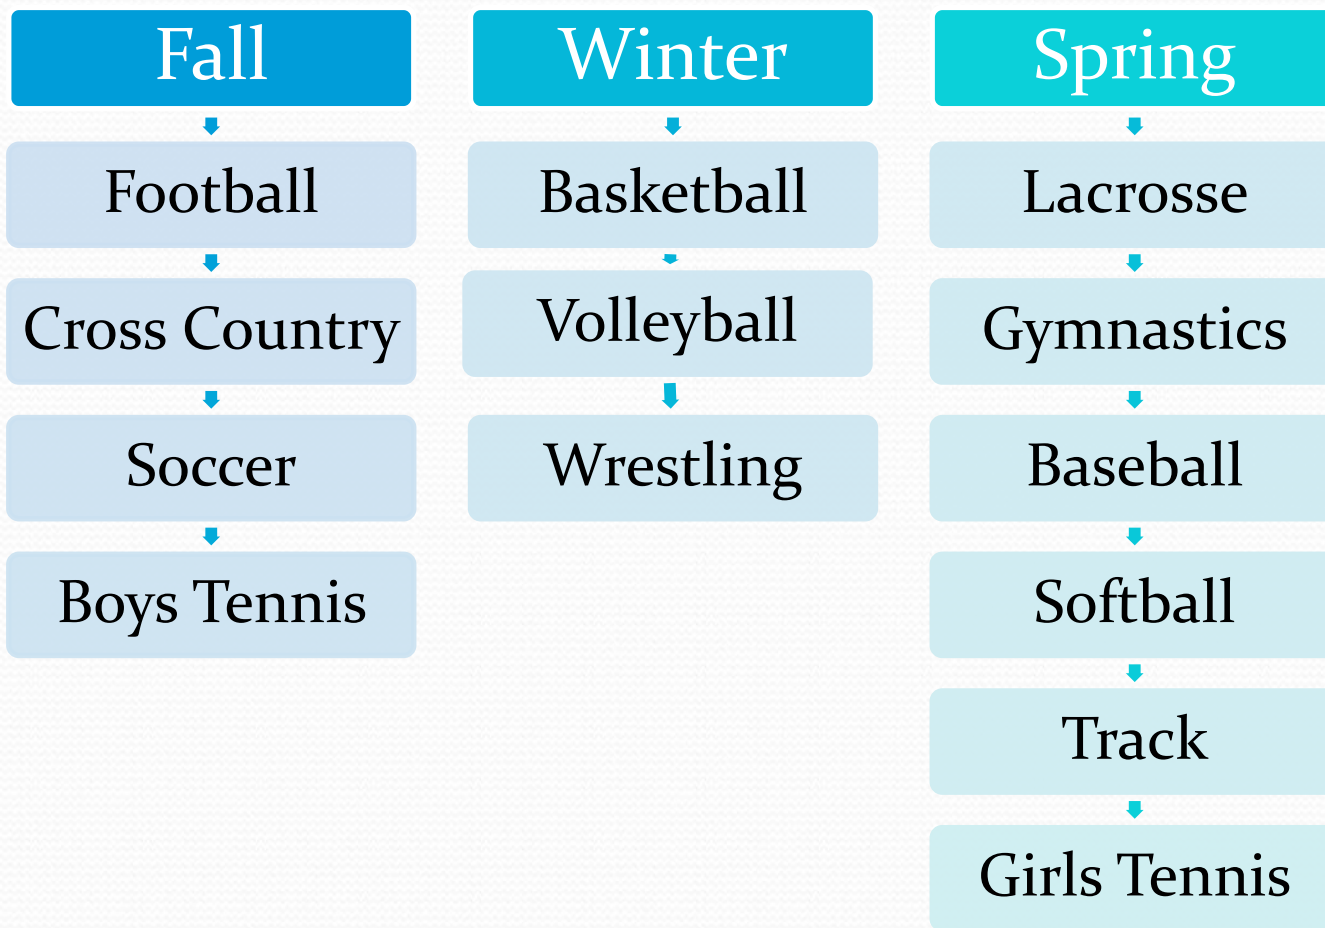 Fall
Football
Cross Country
Soccer
Boys Tennis
Winter
Basketball
Volleyball
Wrestling
Spring
Lacrosse
Gymnastics
Baseball
Softball
Track
Girls Tennis